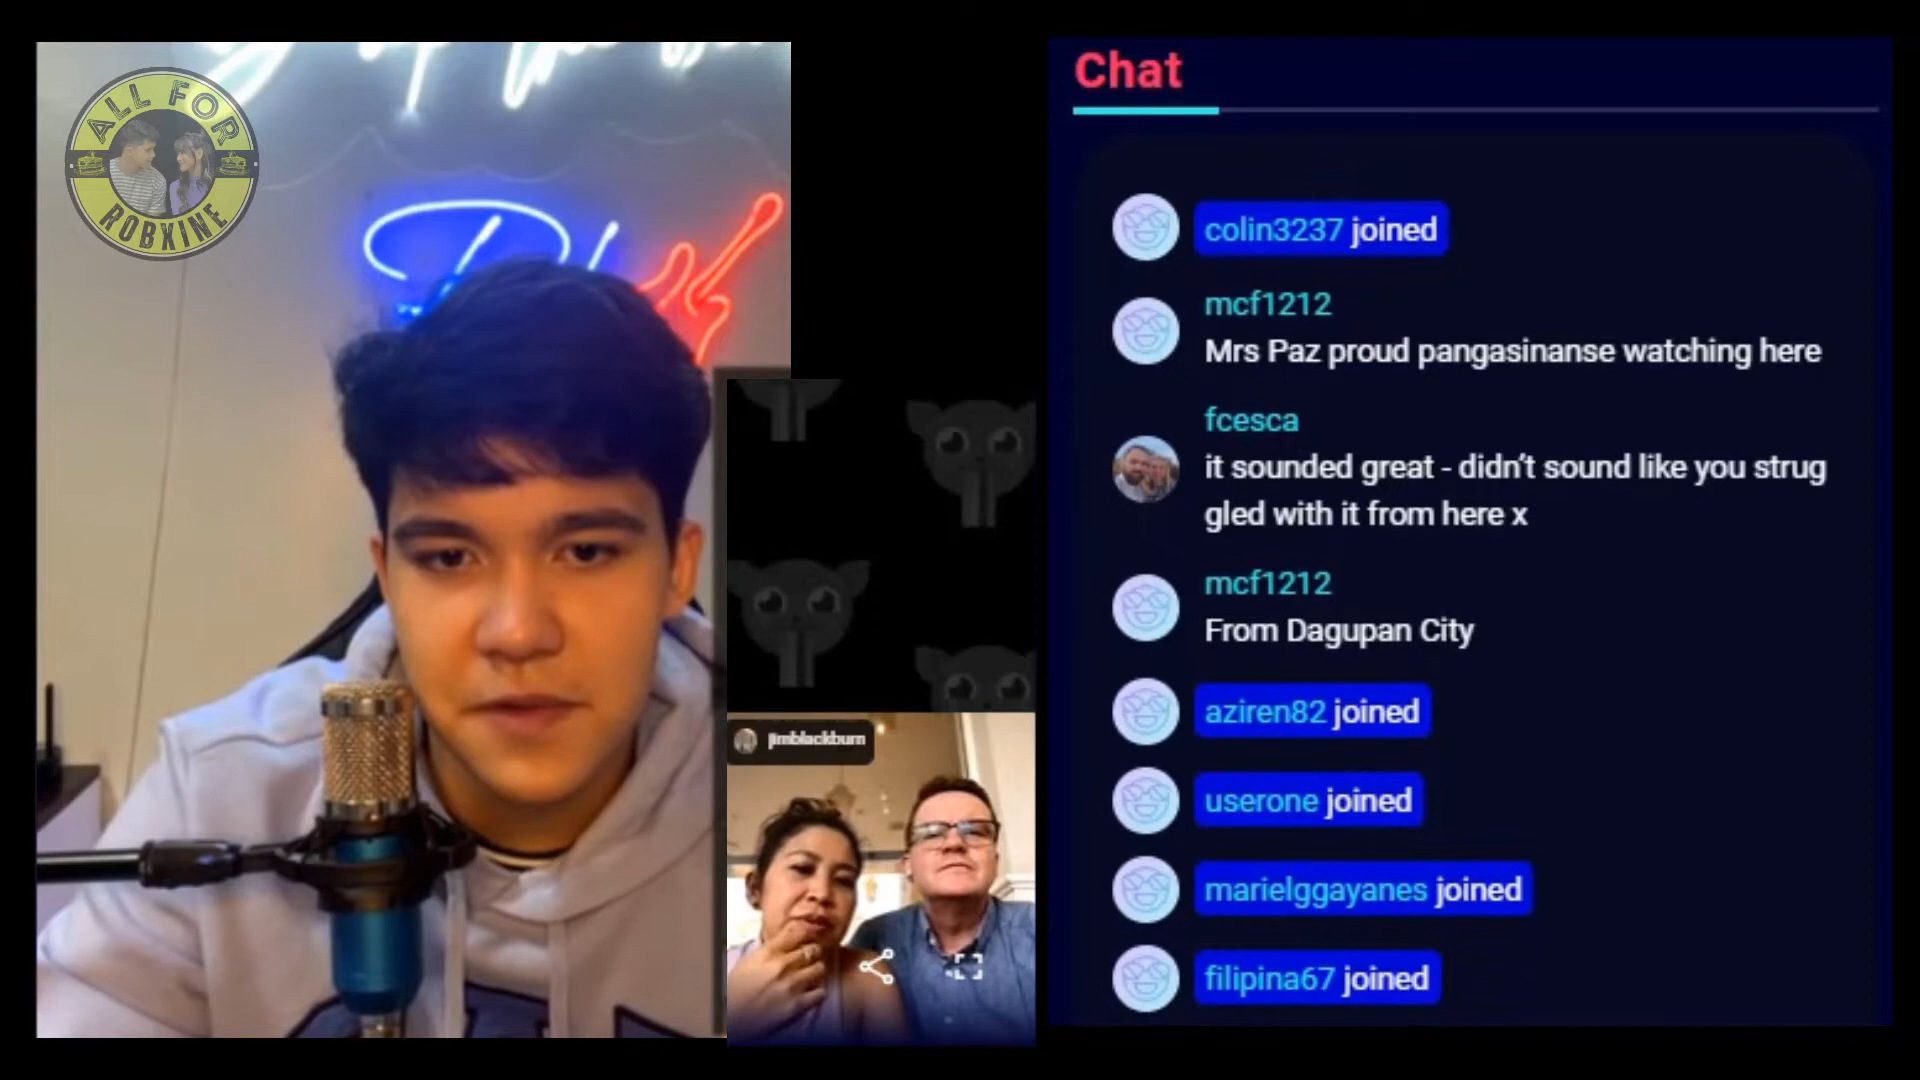 ALL FOR
ROBXINE
jimblackburn
Chat
colin3237 joined
mcf1212
Mrs Paz proud pangasinanse watching here
fcesca
it sounded great - didn't sound like you strug
gled with it from here x
mcf1212
From Dagupan City
aziren82 joined
userone joined
marielggayanes joined
filipina67 joined